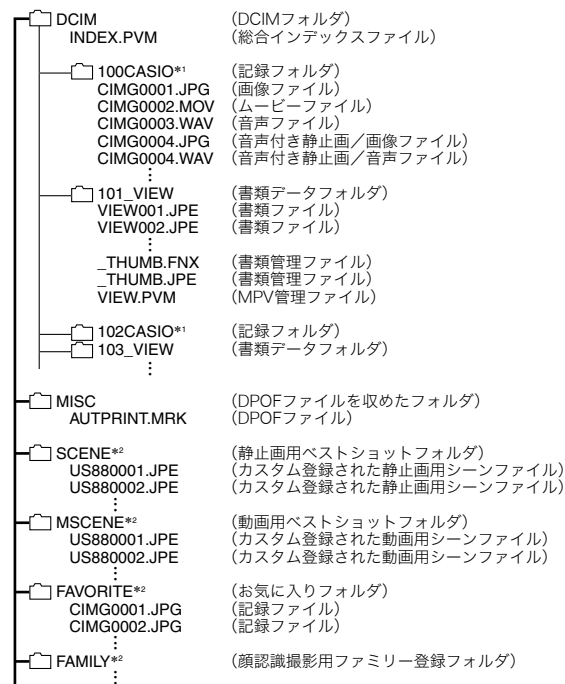 DCIM （DCIMフォルダ）
INDEX.PVM （総合インデックスファイル）
100CASIO*1 （記録フォルダ）
CIMG0001.JPG （画像ファイル）
CIMG0002.MOV （ムービーファイル）
CIMG0003.WAV （音声ファイル）
CIMG0004.JPG （音声付き静止画／画像ファイル）
CIMG0004.WAV （音声付き静止画／音声ファイル）
101_VIEW （書類データフォルダ）
VIEW001.JPE （書類ファイル）
VIEW002.JPE （書類ファイル）
_THUMB.FNX （書類管理ファイル）
_THUMB.JPE （書類管理ファイル）
VIEW.PVM （MPV管理ファイル）
102CASIO*1 （記録フォルダ）
103_VIEW （書類データフォルダ）
MISC （DPOFファイルを収めたフォルダ）
AUTPRINT.MRK （DPOFファイル）
SCENE*2 （静止画用ベストショットフォルダ）
US880001.JPE （カスタム登録された静止画用シーンファイル）
US880002.JPE （カスタム登録された静止画用シーンファイル）
MSCENE*2 （動画用ベストショットフォルダ）
US880001.JPE （カスタム登録された動画用シーンファイル）
US880002.JPE （カスタム登録された動画用シーンファイル）
FAVORITE*2 （お気に入りフォルダ）
CIMG0001.JPG （記録ファイル）
CIMG0002.JPG （記録ファイル）
FAMILY*2 （顔認識撮影用ファミリー登録フォルダ）